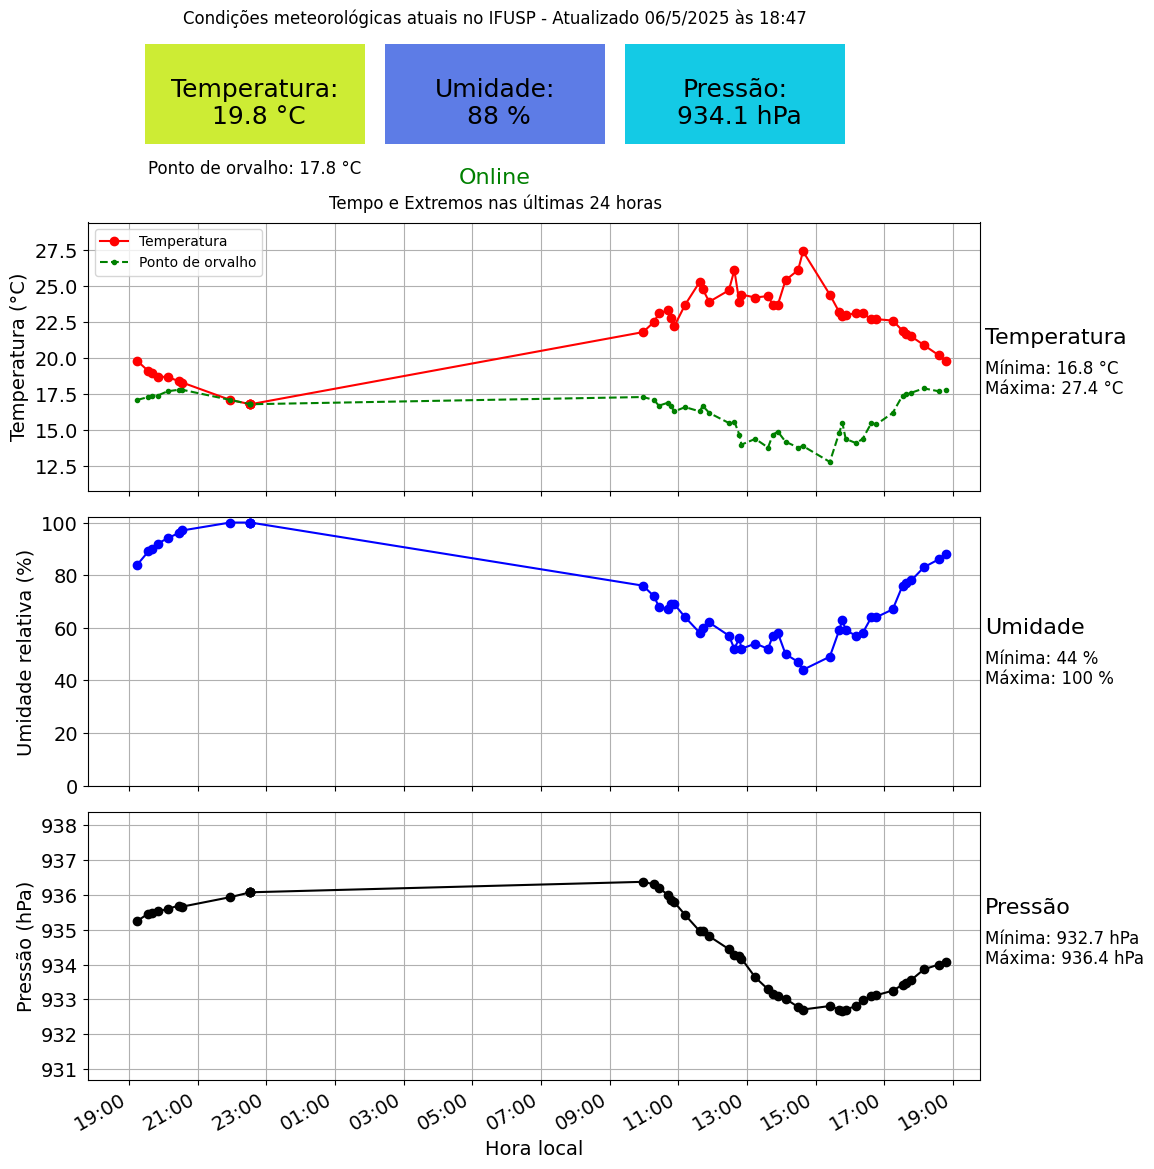 Condições meteorológicas atuais no IFUSP - Atualizado 06/5/2025 às 18:47
Temperatura:
19.8 °C
Umidade:
88 %
Pressão:
934.1 hPa
Ponto de orvalho: 17.8 °C
Online
Tempo e Extremos nas últimas 24 horas
Temperatura
Ponto de orvalho
Temperatura (°C)
27.5
25.0
22.5
20.0
17.5
15.0
12.5
Temperatura
Mínima: 16.8 °C
Máxima: 27.4 °C
Umidade relativa (%)
100
80
60
40
20
0
Umidade
Mínima: 44 %
Máxima: 100 %
Pressão (hPa)
938
937
936
935
934
933
932
931
Pressão
Mínima: 932.7 hPa
Máxima: 936.4 hPa
19:00
21:00
23:00
01:00
03:00
05:00
07:00
09:00
11:00
13:00
15:00
17:00
19:00
Hora local